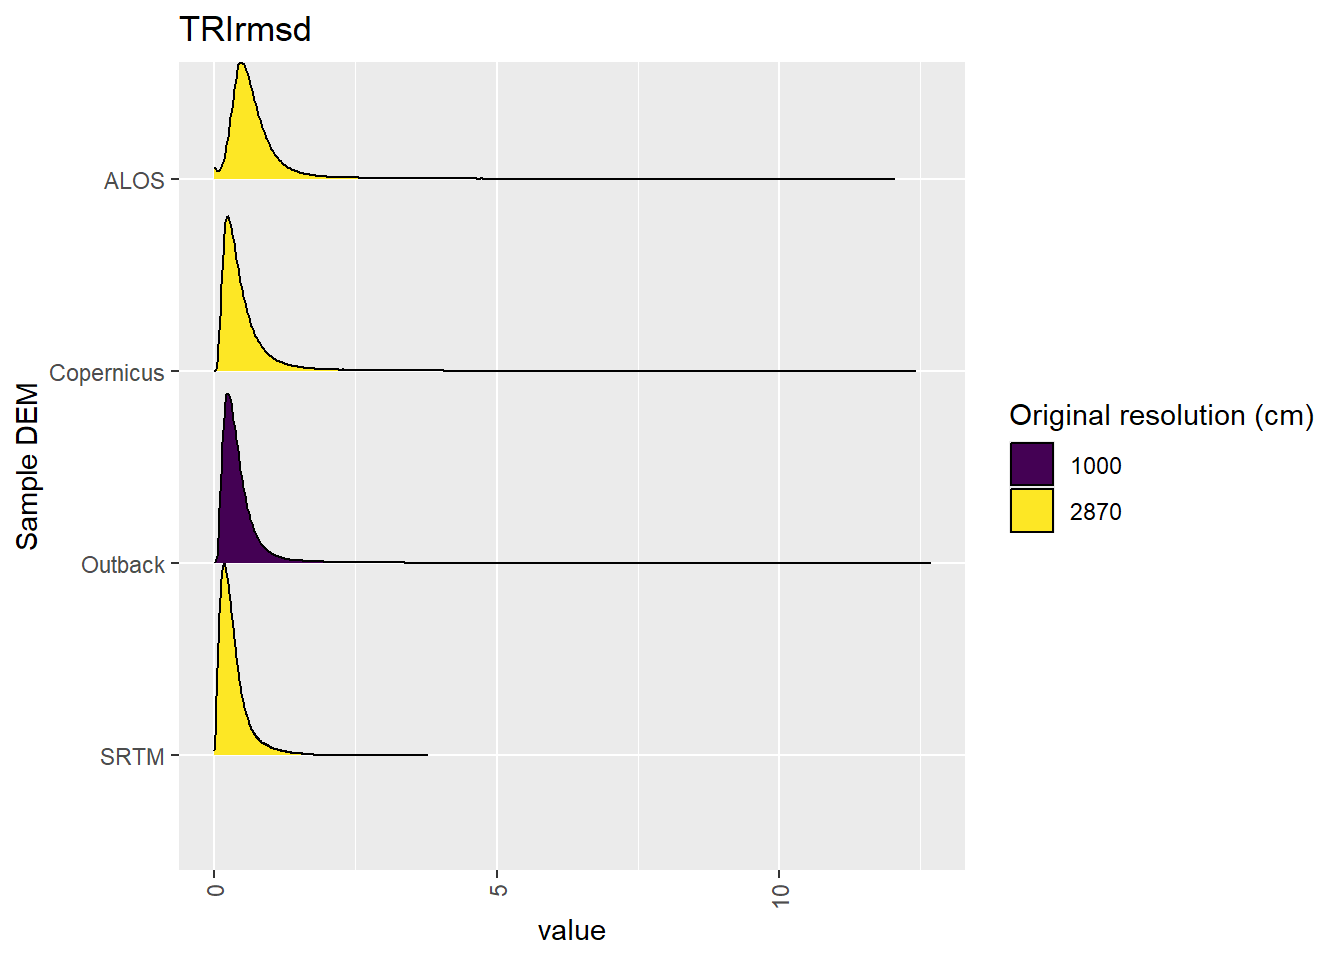 TRIrmsd
Sample DEM
ALOS
Copernicus
Outback
SRTM
0
5
10
value
Original resolution (cm)
1000
2870